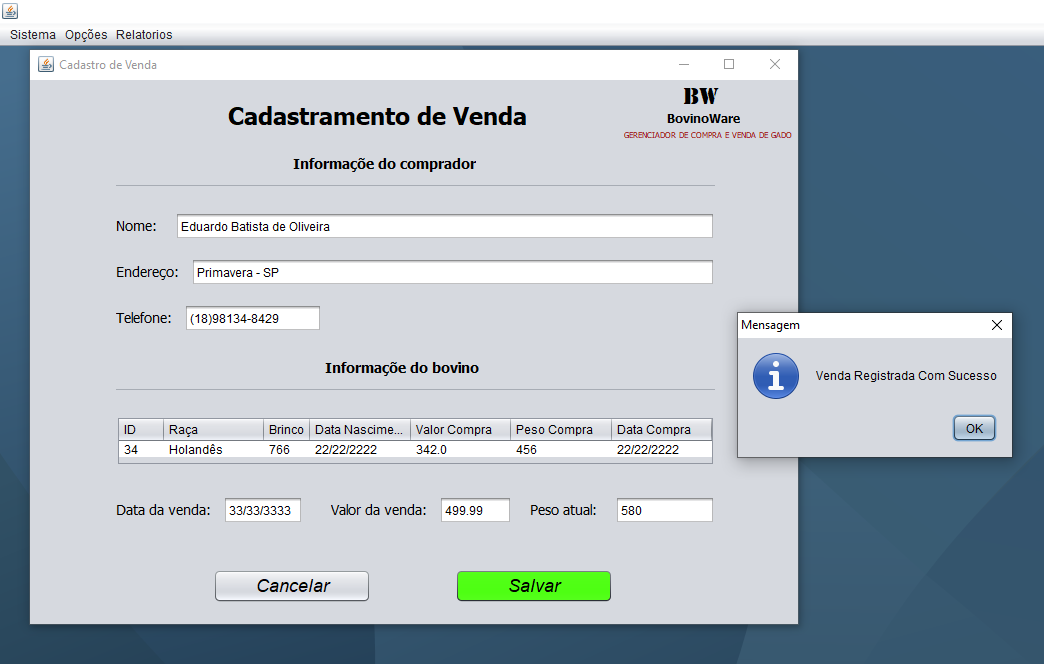 Sistema Opções Relatorios
Cadastro de Venda
BW
Cadastramento de Venda
BovinoWare
GERENCIADOR DE COMPRA E VENDA DE GADO
Informação do comprador
Nome: Eduardo Batista de Oliveira
Endereço: Primavera - SP
Telefone: (18)98134-8429
Informação do bovino
ID Raça Brinco Data Nascime... Valor Compra Peso Compra Data Compra
34 Holandês 766 22/22/2222 342.0 456 22/22/2222
Data da venda: 33/33/3333 Valor da venda: 499.99 Peso atual: 580
Cancelar Salvar
Mensagem
Venda Registrada Com Sucesso
OK